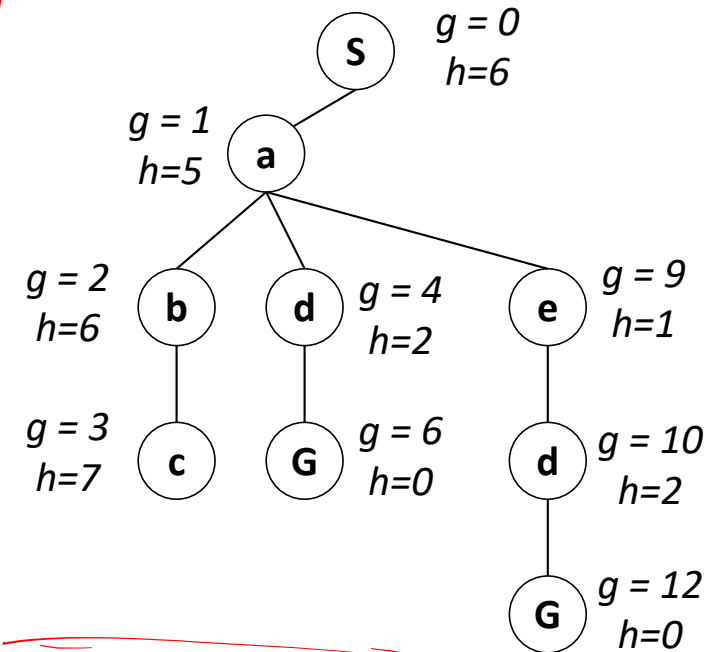 S
g = 0
h=6
g = 1
h=5
a
g = 2
h=6
b
d
g = 4
h=2
e
g = 9
h=1
g = 3
h=7
c
G
g = 6
h=0
d
g = 10
h=2
G
g = 12
h=0